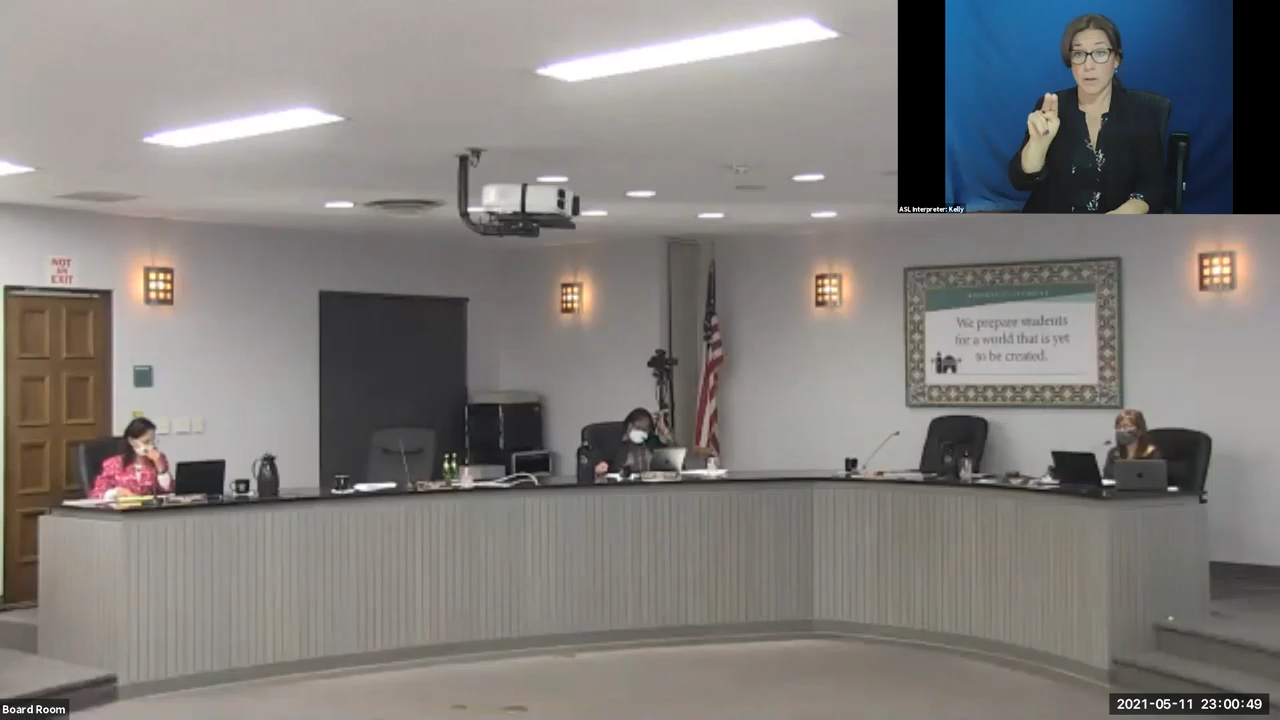 ASL Interpreter: Kelly
NOT
AN
EXIT
We prepare students
for a world that is yet
to be created.
Board Room
2021-05-11 23:00:49